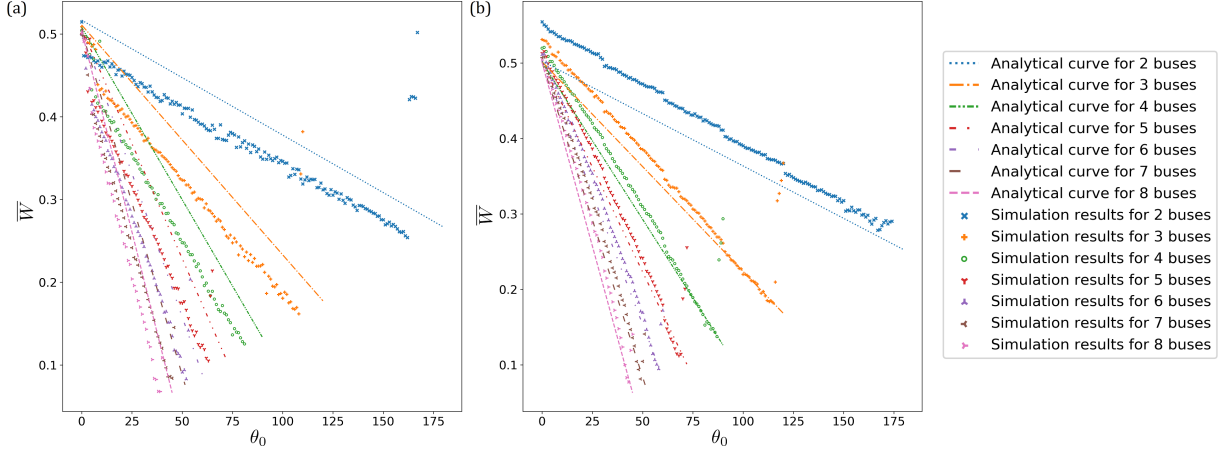 (a)
0.5
0.4
0.3
0.2
0.1
W
0
25
50
75
100
125
150
175
θ0
(b)
0.5
0.4
0.3
0.2
0.1
W
0
25
50
75
100
125
150
175
θ0
Analytical curve for 2 buses
Analytical curve for 3 buses
Analytical curve for 4 buses
Analytical curve for 5 buses
Analytical curve for 6 buses
Analytical curve for 7 buses
Analytical curve for 8 buses
Simulation results for 2 buses
Simulation results for 3 buses
Simulation results for 4 buses
Simulation results for 5 buses
Simulation results for 6 buses
Simulation results for 7 buses
Simulation results for 8 buses